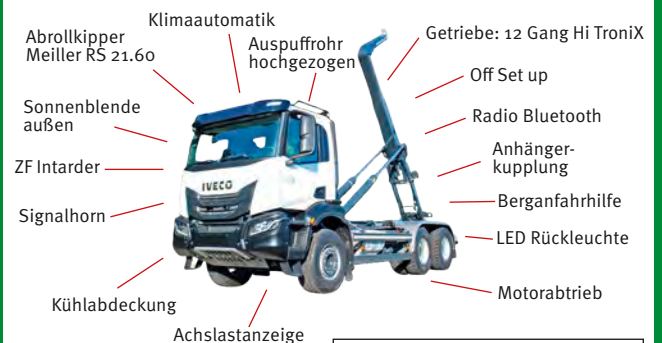 Klimaautomatik
Abrollkipper
Meiller RS 21.60
Auspuffrohr
hochgezogen
Getriebe: 12 Gang Hi TroniX
Off Set up
Sonnenblende
außen
Radio Bluetooth
ZF Intarder
Anhänger-
kupplung
IVECO
Signalhorn
Berganfahrhilfe
LED Rückleuchte
Kühlabdeckung
Motorabtrieb
Achslastanzeige